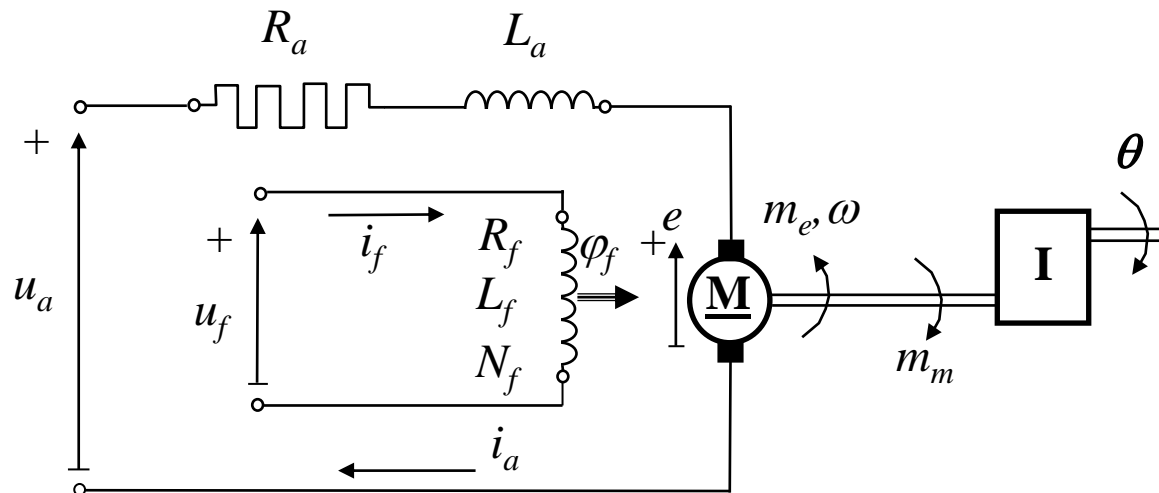 R_a
L_a
+
u_a
+
u_f
i_f
R_f
L_f
N_f
φ_f
+
e
M
m_e, ω
m_m
I
θ
i_a